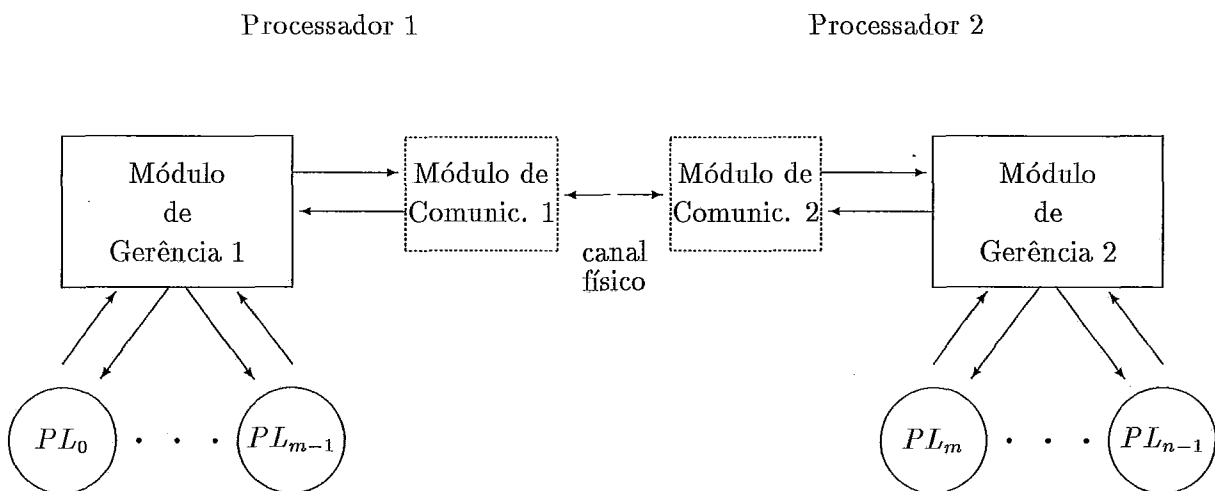 Processador 1
Processador 2
Módulo
de
Gerência 1
Módulo de
Comunic. 1
canal
físico
Módulo de
Comunic. 2
Módulo
de
Gerência 2
PL₀ · · · PLₘ₋₁
PLₘ · · · PLₙ₋₁